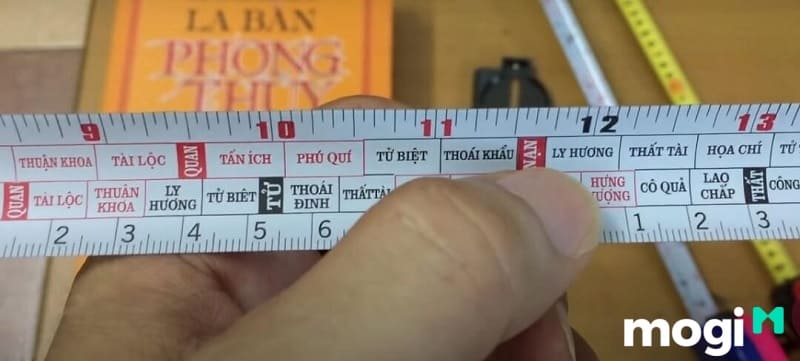 LA BÀN
PHONG
THỦY
9 10 11 12 13
THUẬN KHOA TÀI LỘC QUAN TẤN ÍCH PHÚ QUÍ TỬ BIỆT THOÁI KHẨU LY HƯƠNG THẤT TÀI HỌA CHÍ TỬ
QUAN TÀI LỘC THUẬN KHOA LY HƯƠNG TỬ BIỆT TỬ THOÁI ĐINH THẤT TÀI HƯNG CÔ QUẢ LAO CHẤP THẤT CÔNG
2 3 4 5 6 1 2 3
mogi